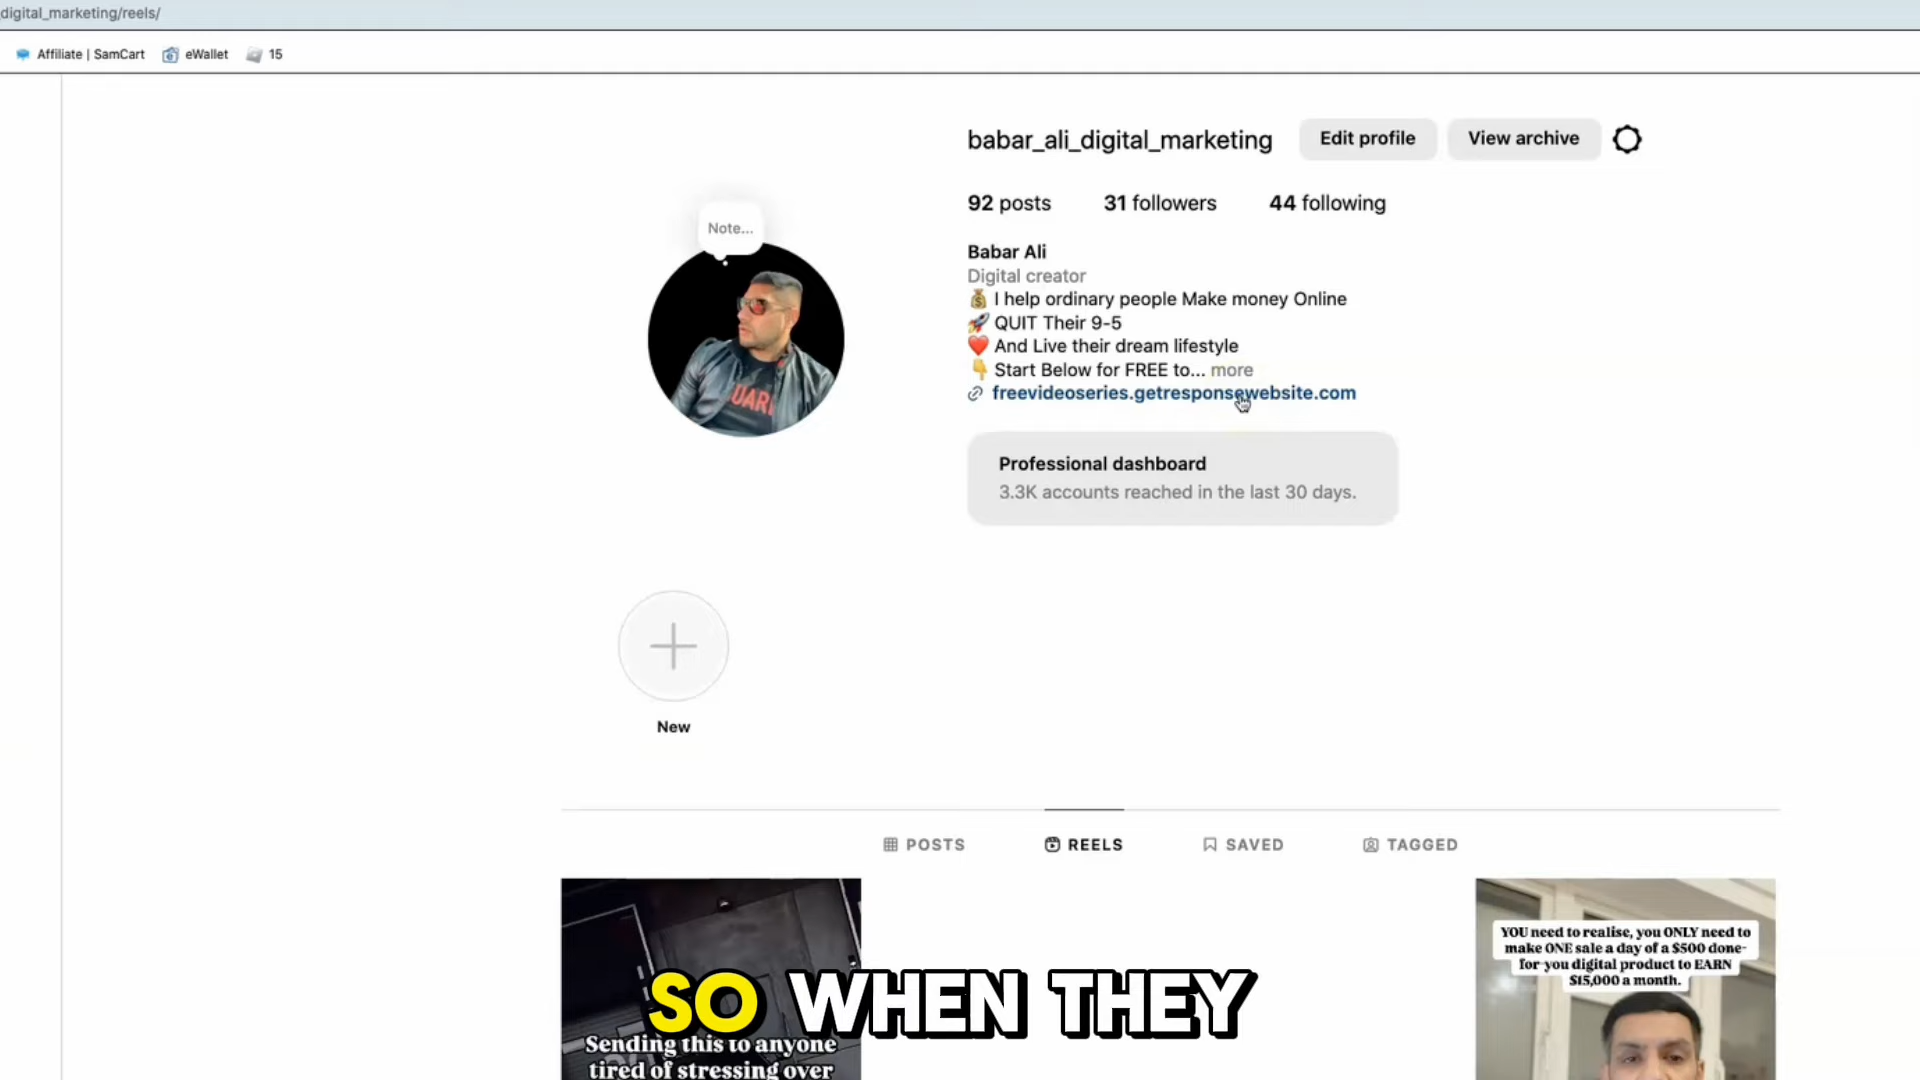 digital_marketing/reels/
Affiliate | SamCart eWallet 15
babar_ali_digital_marketing Edit profile View archive
92 posts 31 followers 44 following
Note...
Babar Ali
Digital creator
💰 I help ordinary people Make money Online
🚀 QUIT Their 9-5
❤️ And Live their dream lifestyle
👇 Start Below for FREE to... more
freevideoseries.getresponsewebsite.com
Professional dashboard
3.3K accounts reached in the last 30 days.
New
POSTS REELS SAVED TAGGED
YOU need to realise, you ONLY need to
make ONE sale a day of a $500 done-
for-you digital product to EARN
$15,000 a month.
SO WHEN THEY
Sending this to anyone
tired of stressing over